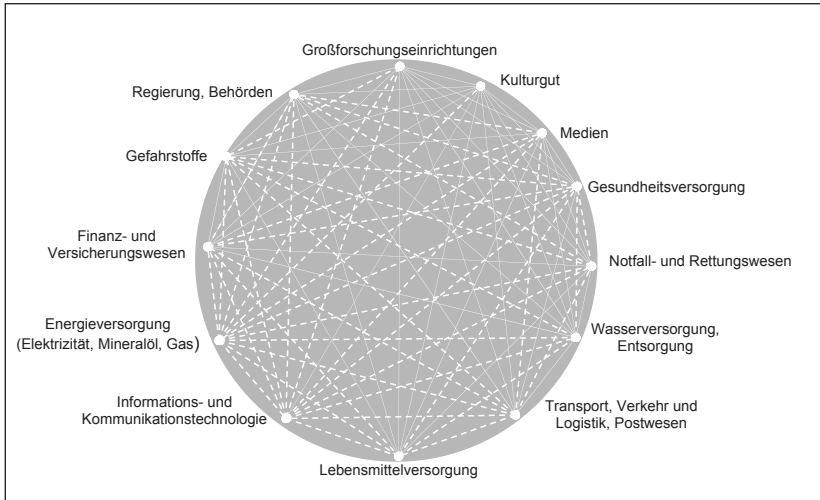 Großforschungseinrichtungen
Kulturgut
Regierung, Behörden
Medien
Gefahrstoffe
Gesundheitsversorgung
Finanz- und
Versicherungswesen
Notfall- und Rettungswesen
Energieversorgung
(Elektrizität, Mineralöl, Gas)
Wasserversorgung,
Entsorgung
Informations- und
Kommunikationstechnologie
Transport, Verkehr und
Logistik, Postwesen
Lebensmittelversorgung